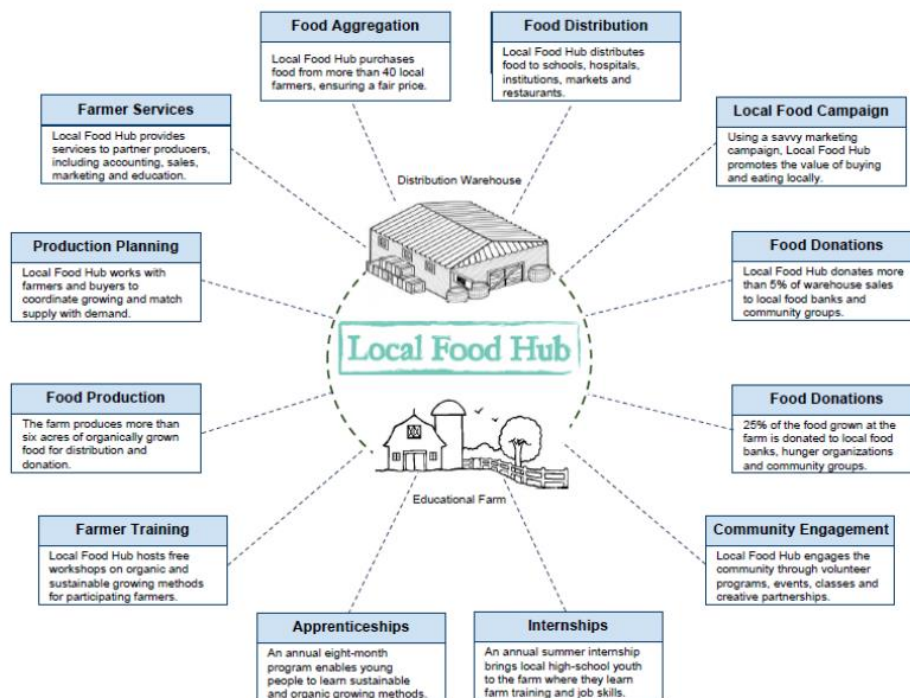 Food Aggregation
Local Food Hub purchases
food from more than 40 local
farmers, ensuring a fair price.
Food Distribution
Local Food Hub distributes
food to schools, hospitals,
institutions, markets and
restaurants.
Farmer Services
Local Food Hub provides
services to partner producers,
including accounting, sales,
marketing and education.
Local Food Campaign
Using a savvy marketing
campaign, Local Food Hub
promotes the value of buying
and eating locally.
Distribution Warehouse
Production Planning
Local Food Hub works with
farmers and buyers to
coordinate growing and match
supply with demand.
Food Donations
Local Food Hub donates more
than 5% of warehouse sales
to local food banks and
community groups.
Local Food Hub
Food Production
The farm produces more than
six acres of organically grown
food for distribution and
donation.
Food Donations
25% of the food grown at the
farm is donated to local food
banks, hunger organizations
and community groups.
Educational Farm
Farmer Training
Local Food Hub hosts free
workshops on organic and
sustainable growing methods
for participating farmers.
Community Engagement
Local Food Hub engages the
community through volunteer
programs, events, classes and
creative partnerships.
Apprenticeships
An annual eight-month
program enables young
people to learn sustainable
and organic growing methods.
Internships
An annual summer internship
brings local high-school youth
to the farm where they learn
farm training and job skills.